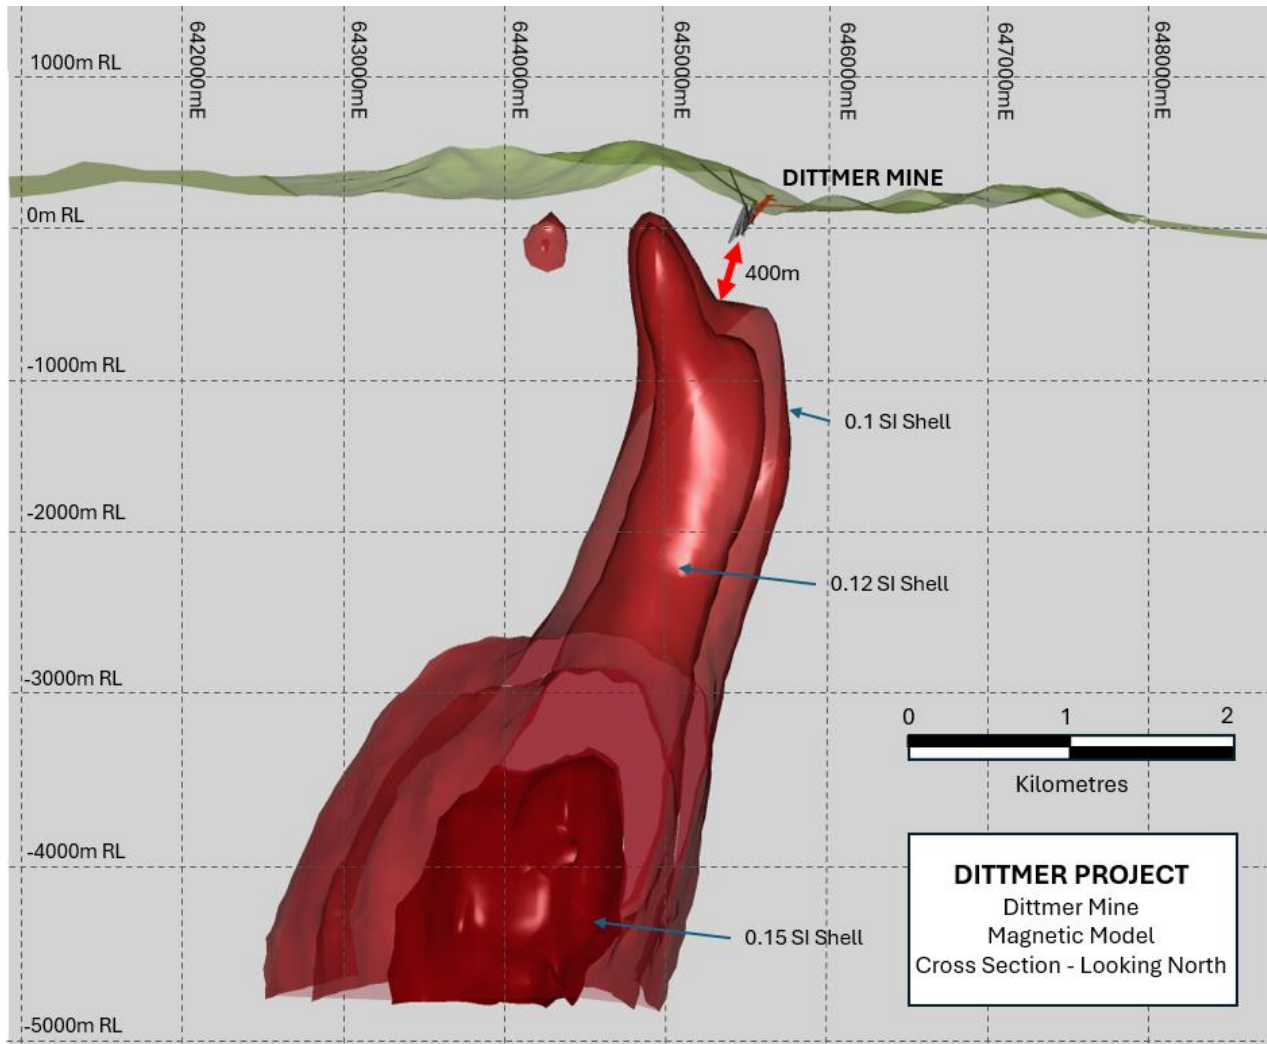 642000mE
643000mE
644000mE
645000mE
646000mE
647000mE
648000mE
1000m RL
DITTMER MINE
0m RL
400m
-1000m RL
0.1 SI Shell
-2000m RL
0.12 SI Shell
-3000m RL
0 1 2
Kilometres
-4000m RL
DITTMER PROJECT
Dittmer Mine
Magnetic Model
Cross Section - Looking North
0.15 SI Shell
-5000m RL